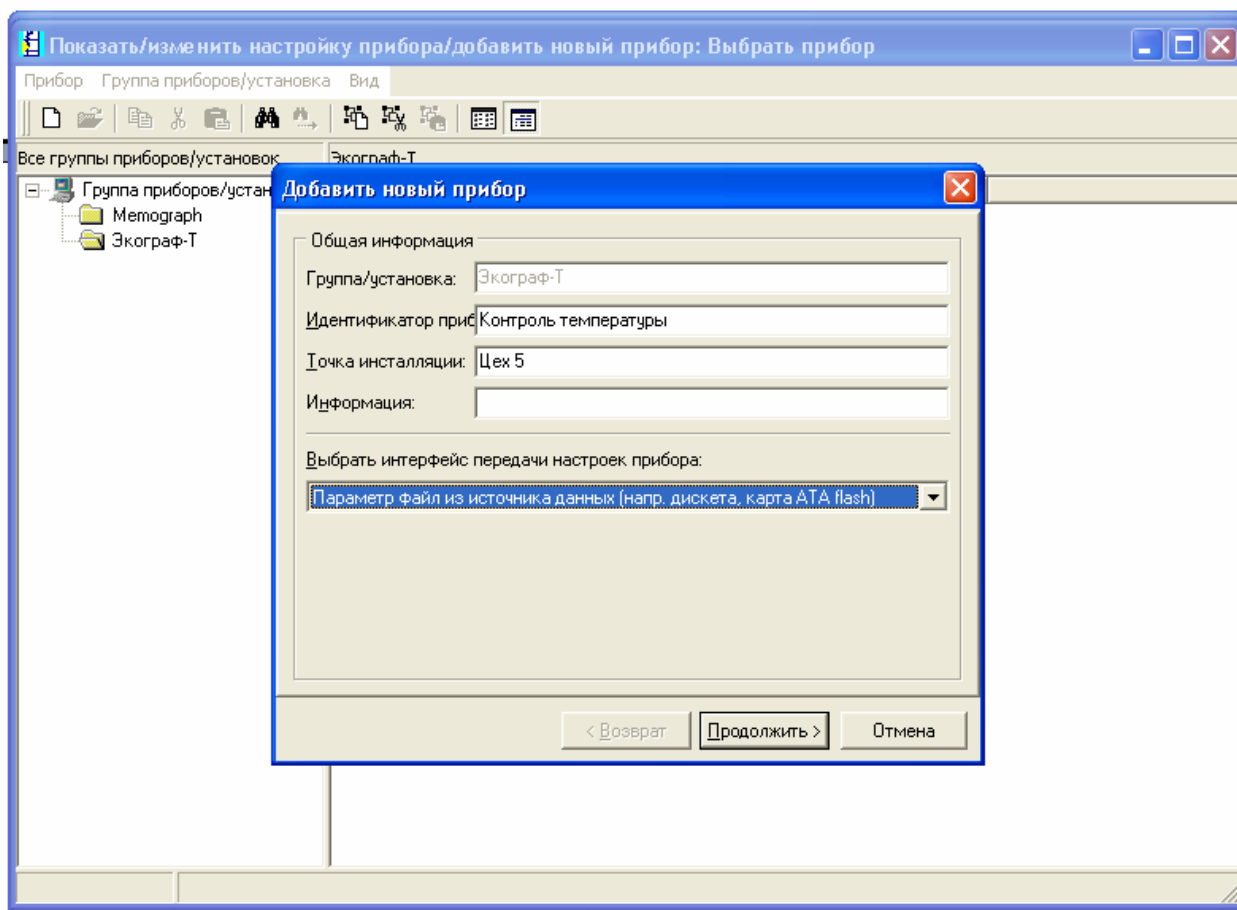 Показать/изменить настройку прибора/добавить новый прибор: Выбрать прибор
Прибор Группа приборов/установка Вид
Все группы приборов/установок Экограф-Т
Группа приборов/устан
Memograph
Экограф-Т
Добавить новый прибор
Общая информация
Группа/установка: Экограф-Т
Идентификатор приб Контроль температуры
Точка инсталляции: Цех 5
Информация:
Выбрать интерфейс передачи настроек прибора:
Параметр файл из источника данных (напр. дискета, карта ATA flash)
< Возврат Продолжить > Отмена